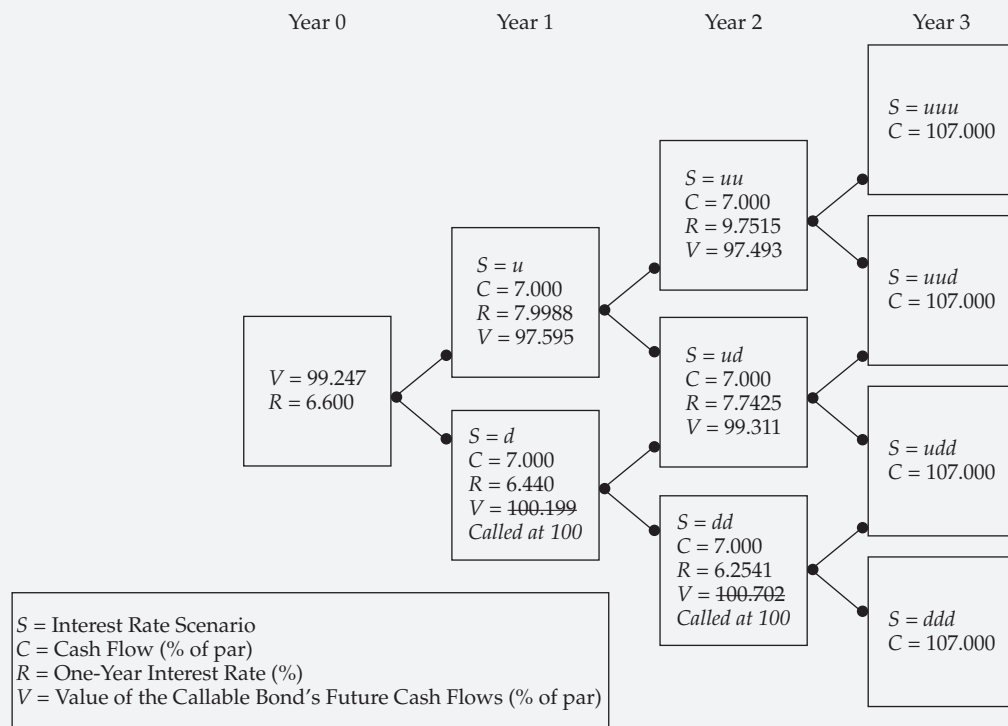 Year 0
Year 1
Year 2
Year 3
V = 99.247
R = 6.600
S = u
C = 7.000
R = 7.9988
V = 97.595
S = d
C = 7.000
R = 6.440
V = 100.199
Called at 100
S = uu
C = 7.000
R = 9.7515
V = 97.493
S = ud
C = 7.000
R = 7.7425
V = 99.311
S = dd
C = 7.000
R = 6.2541
V = 100.702
Called at 100
S = uuu
C = 107.000
S = uud
C = 107.000
S = udd
C = 107.000
S = ddd
C = 107.000
S = Interest Rate Scenario
C = Cash Flow (% of par)
R = One-Year Interest Rate (%)
V = Value of the Callable Bond's Future Cash Flows (% of par)